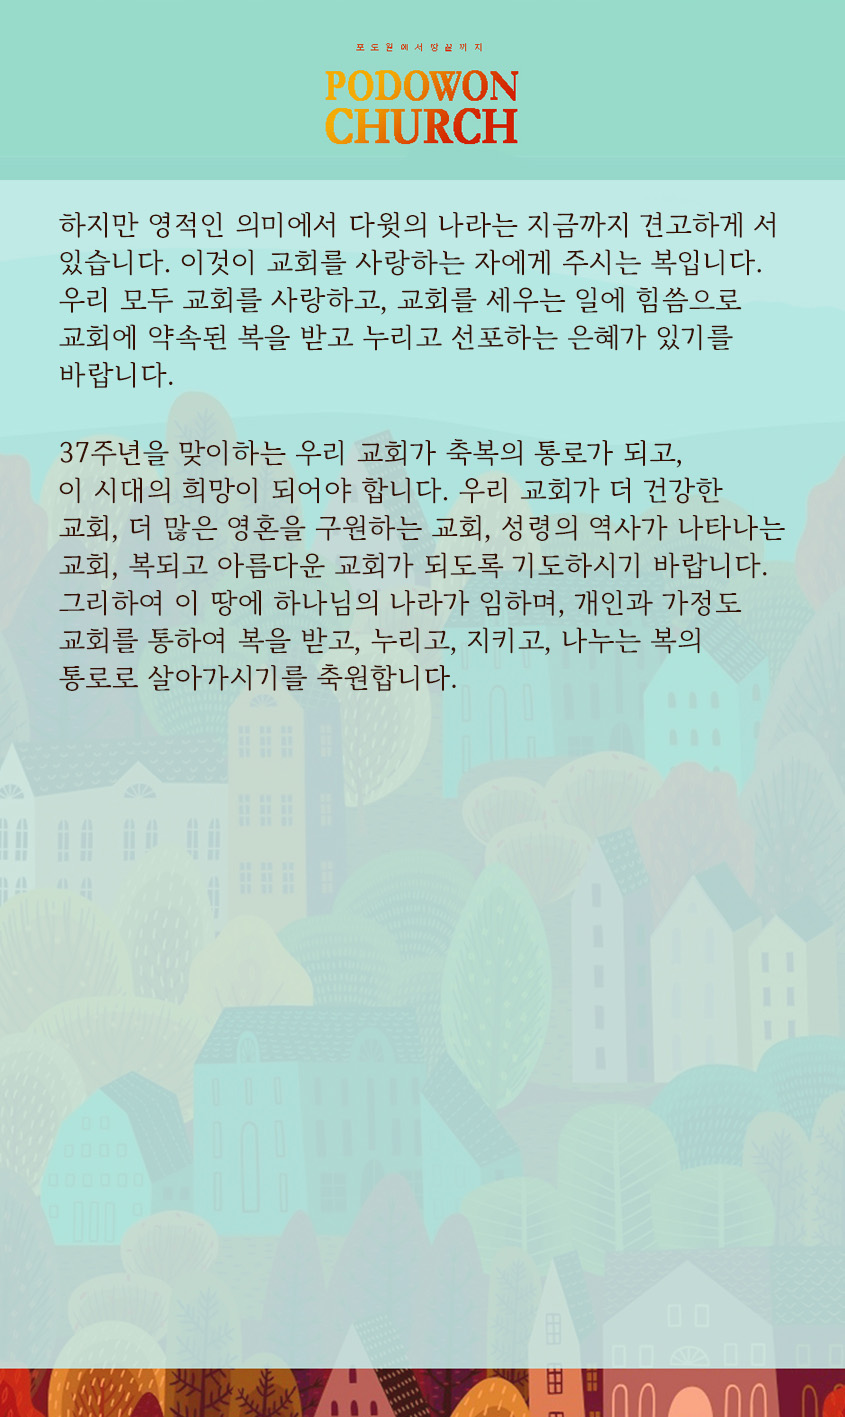 포도원에서땅끝까지
PODOWON
CHURCH
하지만 영적인 의미에서 다윗의 나라는 지금까지 견고하게 서
있습니다. 이것이 교회를 사랑하는 자에게 주시는 복입니다.
우리 모두 교회를 사랑하고, 교회를 세우는 일에 힘씀으로
교회에 약속된 복을 받고 누리고 선포하는 은혜가 있기를
바랍니다.
37주년을 맞이하는 우리 교회가 축복의 통로가 되고,
이 시대의 희망이 되어야 합니다. 우리 교회가 더 건강한
교회, 더 많은 영혼을 구원하는 교회, 성령의 역사가 나타나는
교회, 복되고 아름다운 교회가 되도록 기도하시기 바랍니다.
그리하여 이 땅에 하나님의 나라가 임하며, 개인과 가정도
교회를 통하여 복을 받고, 누리고, 지키고, 나누는 복의
통로로 살아가시기를 축원합니다.